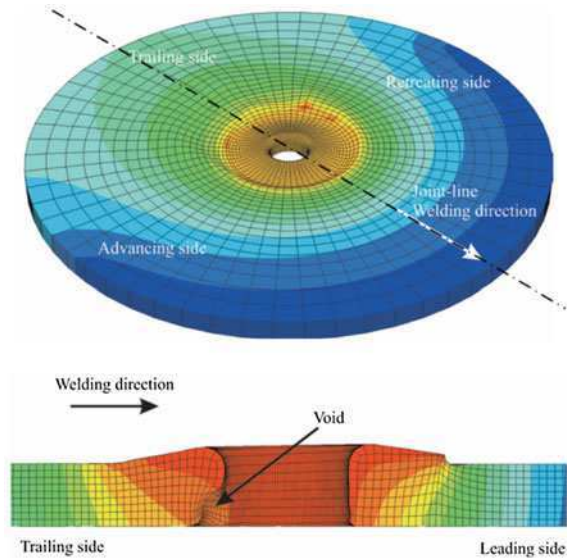 Trailing side
Retreating side
Joint-line
Welding direction
Advancing side
Welding direction
Void
Trailing side
Leading side